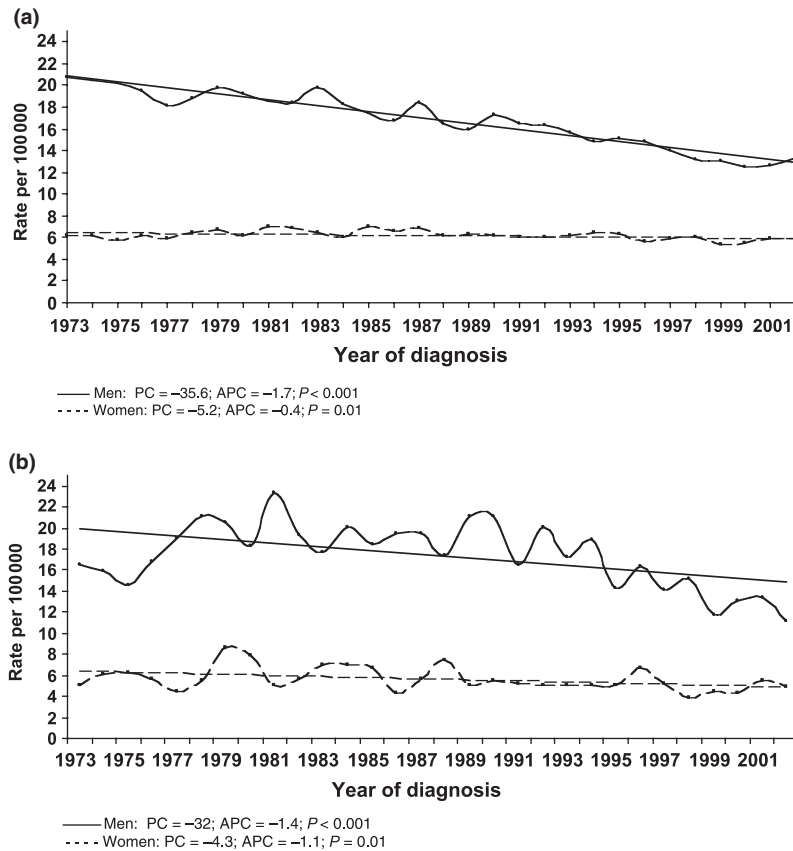 (a)
24
22
20
18
16
14
12
10
8
6
4
2
0
Rate per 100 000
1973 1975 1977 1979 1981 1983 1985 1987 1989 1991 1993 1995 1997 1999 2001
Year of diagnosis
Men: PC = –35.6; APC = –1.7; P < 0.001
Women: PC = –5.2; APC = –0.4; P = 0.01
(b)
24
22
20
18
16
14
12
10
8
6
4
2
0
Rate per 100 000
1973 1975 1977 1979 1981 1983 1985 1987 1989 1991 1993 1995 1997 1999 2001
Year of diagnosis
Men: PC = –32; APC = –1.4; P < 0.001
Women: PC = –4.3; APC = –1.1; P = 0.01